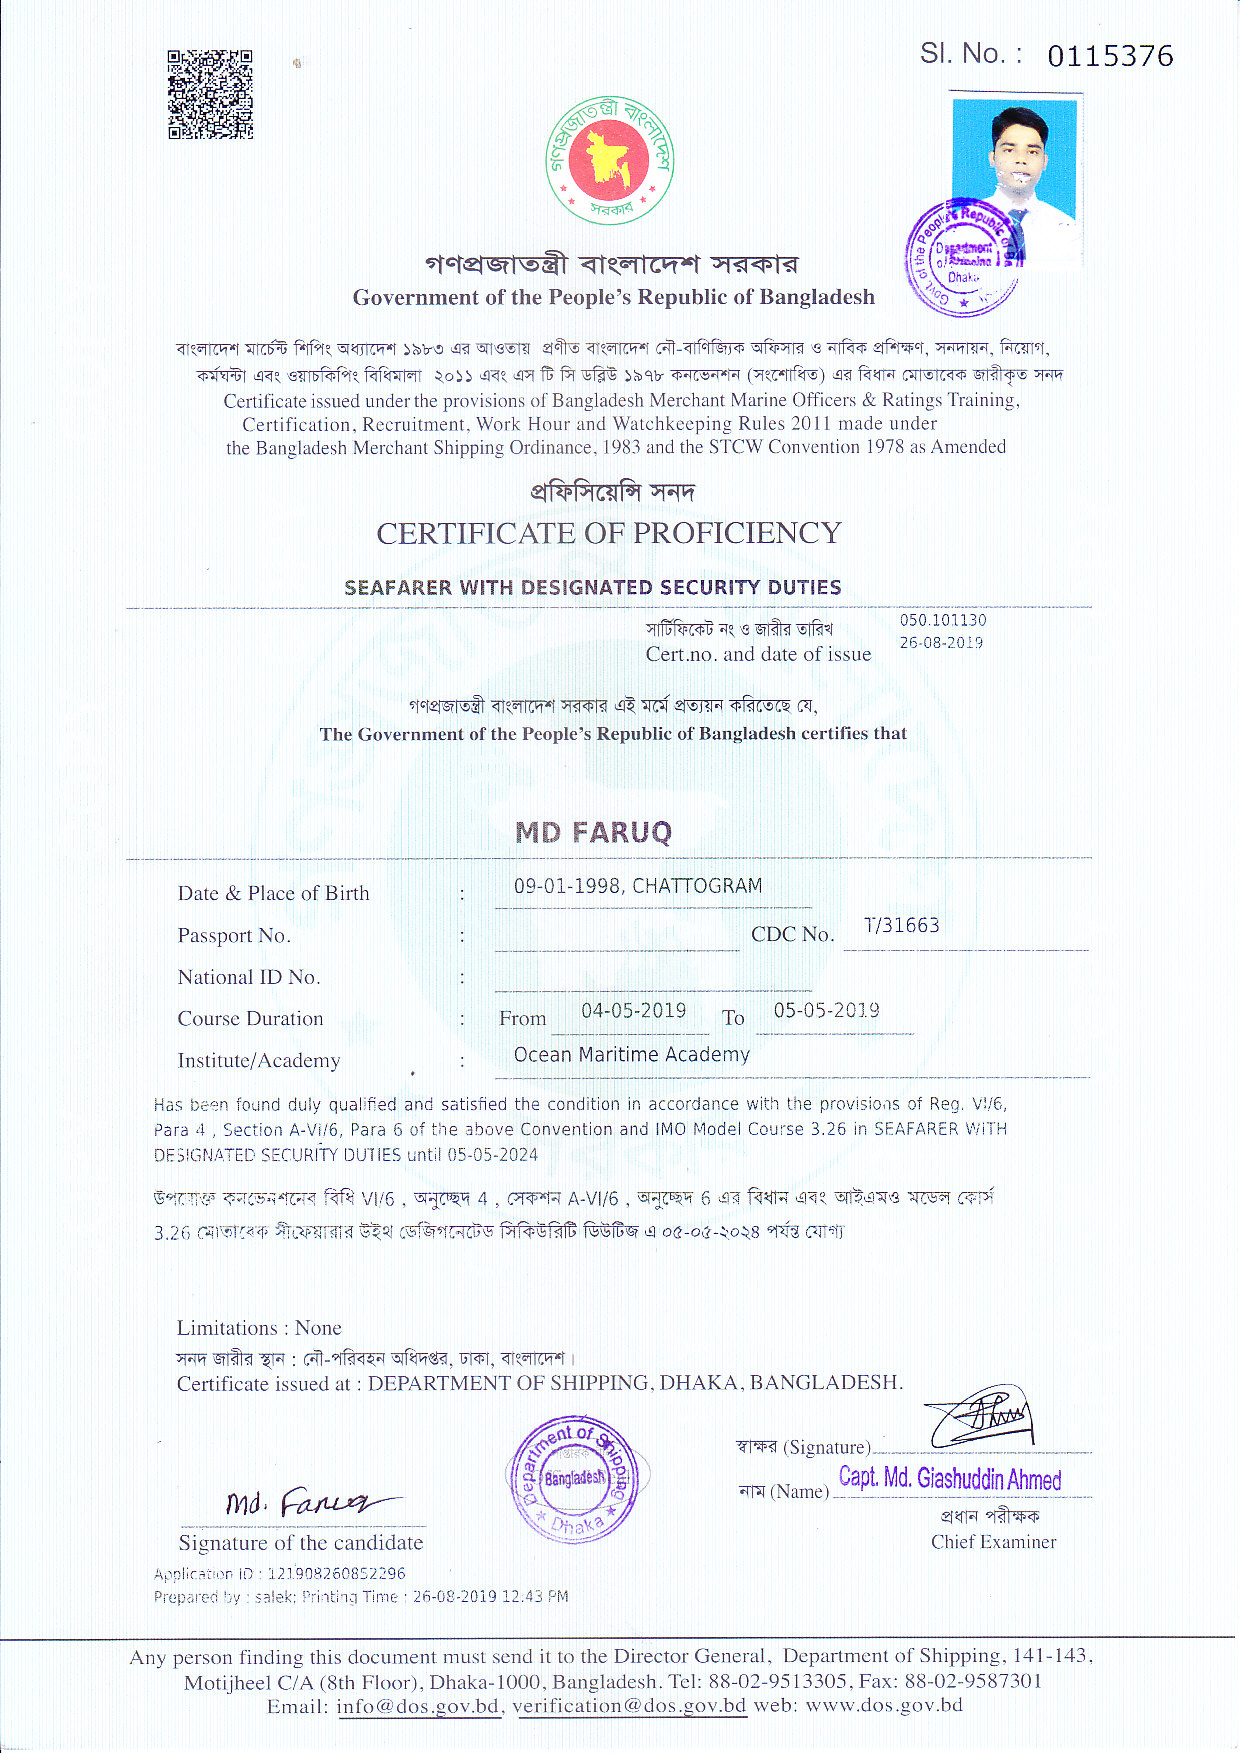 Sl. No. : 0115376
গণপ্রজাতন্ত্রী বাংলাদেশ
সরকার
গণপ্রজাতন্ত্রী বাংলাদেশ সরকার
Government of the People's Republic of Bangladesh
বাংলাদেশ মার্চেন্ট শিপিং অধ্যাদেশ ১৯৮৩ এর আওতায় প্রণীত বাংলাদেশ নৌ-বাণিজ্যিক অফিসার ও নাবিক প্রশিক্ষণ, সনদায়ন, নিয়োগ,
কর্মঘন্টা এবং ওয়াচকিপিং বিধিমালা ২০১১ এবং এস টি সি ডব্লিউ ১৯৭৮ কনভেনশন (সংশোধিত) এর বিধান মোতাবেক জারীকৃত সনদ
Certificate issued under the provisions of Bangladesh Merchant Marine Officers & Ratings Training,
Certification, Recruitment, Work Hour and Watchkeeping Rules 2011 made under
the Bangladesh Merchant Shipping Ordinance, 1983 and the STCW Convention 1978 as Amended
প্রফিসিয়েন্সি সনদ
CERTIFICATE OF PROFICIENCY
SEAFARER WITH DESIGNATED SECURITY DUTIES
সার্টিফিকেট নং ও জারীর তারিখ 050.101130
Cert.no. and date of issue 26-08-2019
গণপ্রজাতন্ত্রী বাংলাদেশ সরকার এই মর্মে প্রত্যয়ন করিতেছে যে,
The Government of the People's Republic of Bangladesh certifies that
MD FARUQ
Date & Place of Birth : 09-01-1998, CHATTOGRAM
Passport No. : CDC No. T/31663
National ID No. :
Course Duration : From 04-05-2019 To 05-05-2019
Institute/Academy : Ocean Maritime Academy
Has been found duly qualified and satisfied the condition in accordance with the provisions of Reg. VI/6,
Para 4 , Section A-VI/6, Para 6 of the above Convention and IMO Model Course 3.26 in SEAFARER WITH
DESIGNATED SECURITY DUTIES until 05-05-2024
উপরোক্ত কনভেনশনের বিধি VI/6 , অনুচ্ছেদ 4 , সেকশন A-VI/6 , অনুচ্ছেদ 6 এর বিধান এবং আইএমও মডেল কোর্স
3.26 মোতাবেক সীফেয়ারার উইথ ডেজিগনেটেড সিকিউরিটি ডিউটিজ এ ০৫-০৫-২০২৪ পর্যন্ত যোগ্য
Limitations : None
সনদ জারীর স্থান : নৌ-পরিবহন অধিদপ্তর, ঢাকা, বাংলাদেশ।
Certificate issued at : DEPARTMENT OF SHIPPING, DHAKA, BANGLADESH.
স্বাক্ষর (Signature)
Department of Shipping
Bangladesh
Dhaka
নাম (Name) Capt. Md. Giashuddin Ahmed
প্রধান পরীক্ষক
Chief Examiner
Md. Faruq
Signature of the candidate
Application ID : 121908260852296
Prepared by : salek; Printing Time : 26-08-2019 12:43 PM
Any person finding this document must send it to the Director General, Department of Shipping, 141-143,
Motijheel C/A (8th Floor), Dhaka-1000, Bangladesh. Tel: 88-02-9513305, Fax: 88-02-9587301
Email: info@dos.gov.bd, verification@dos.gov.bd web: www.dos.gov.bd